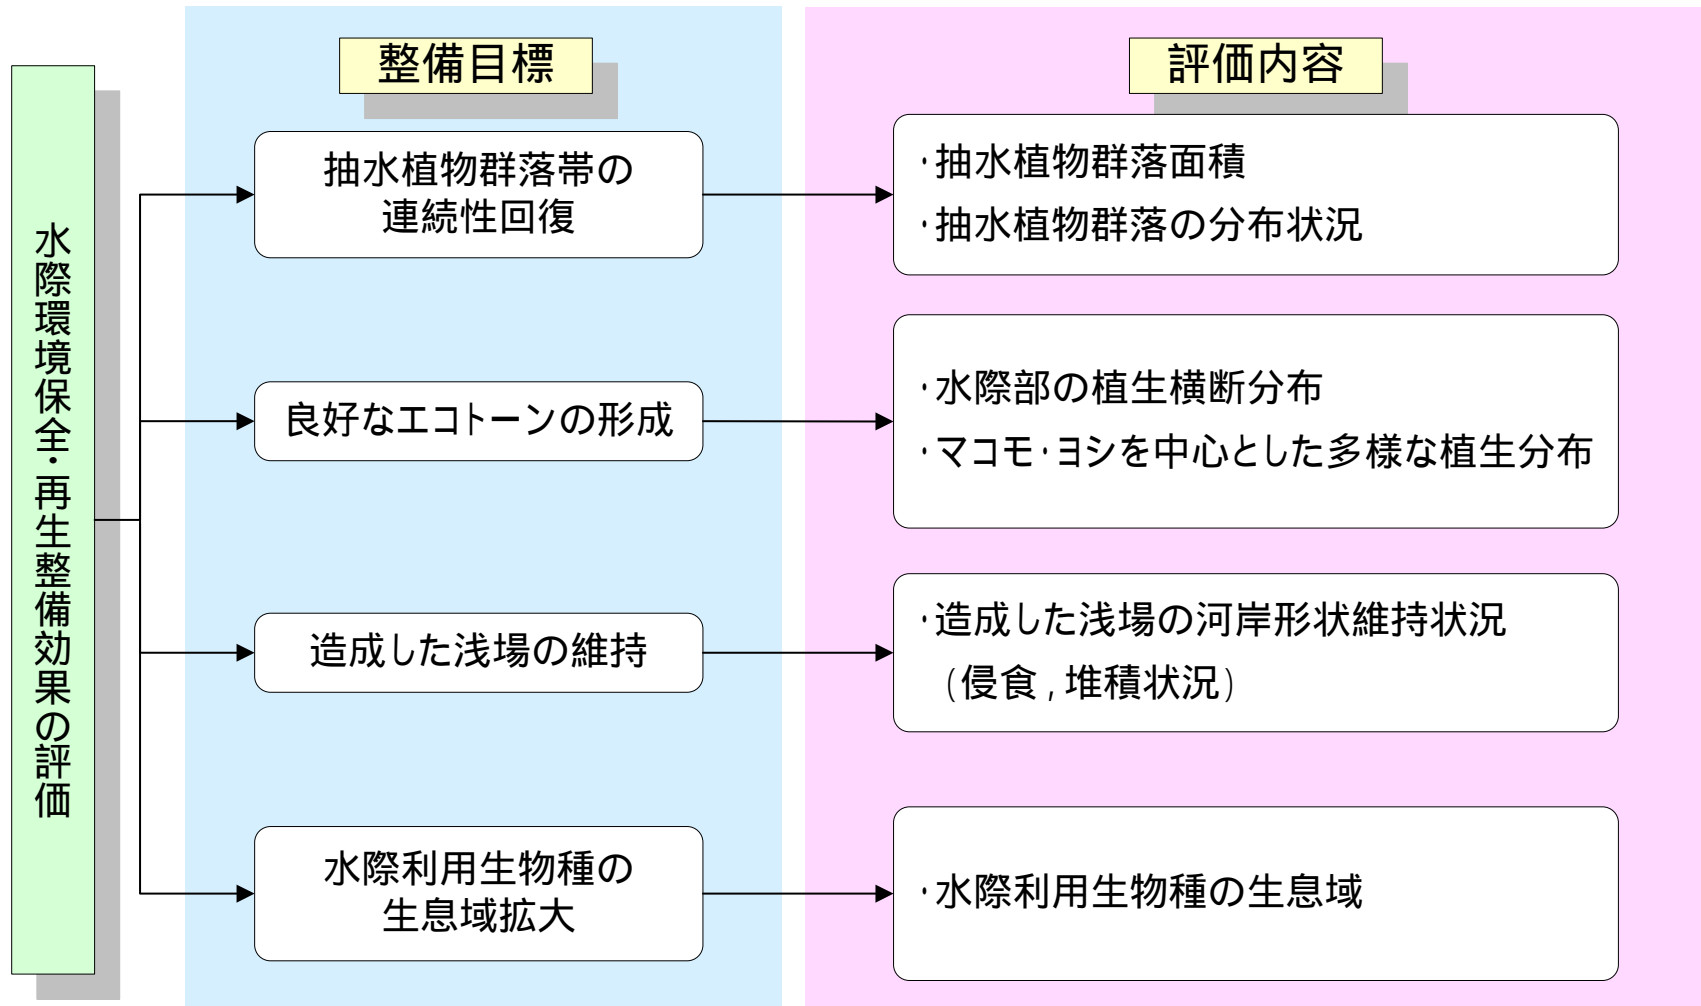 水際環境保全・再生整備効果の評価
整備目標
評価内容
抽水植物群落帯の
連続性回復
・抽水植物群落面積
・抽水植物群落の分布状況
良好なエコトーンの形成
・水際部の植生横断分布
・マコモ・ヨシを中心とした多様な植生分布
造成した浅場の維持
・造成した浅場の河岸形状維持状況
(侵食,堆積状況)
水際利用生物種の
生息域拡大
・水際利用生物種の生息域